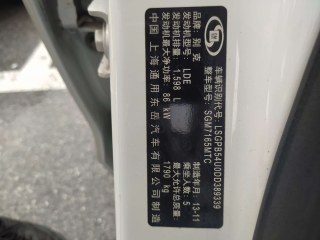 品牌 别克
发动机型号: LDE
发动机排量: 1.598 L
发动机最大净功率: 86 kW
中国 上海通用东岳汽车有限公司制造
车辆识别代号: LSGPB54U0DD389339
整车型号: SGM7165MTC
制造年月 13-11
乘坐人数 5
最大允许总质量: 1790 kg